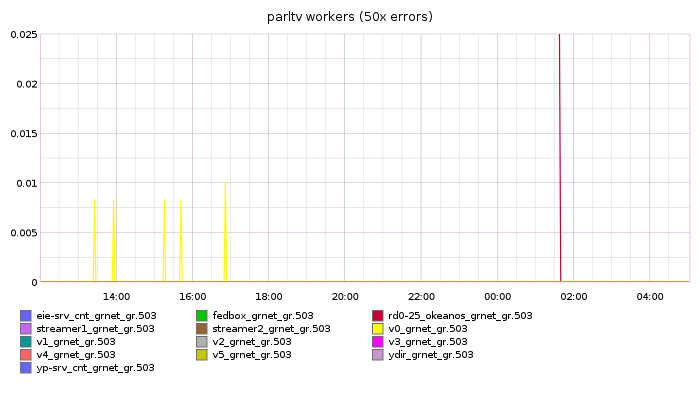 parltv workers (50x errors)
0.025
0.02
0.015
0.01
0.005
0
14:00 16:00 18:00 20:00 22:00 00:00 02:00 04:00
eie-srv_cnt_grnet_gr.503 fedbox_grnet_gr.503 rd0-25_okeanos_grnet_gr.503
streamer1_grnet_gr.503 streamer2_grnet_gr.503 v0_grnet_gr.503
v1_grnet_gr.503 v2_grnet_gr.503 v3_grnet_gr.503
v4_grnet_gr.503 v5_grnet_gr.503 ydir_grnet_gr.503
yp-srv_cnt_grnet_gr.503